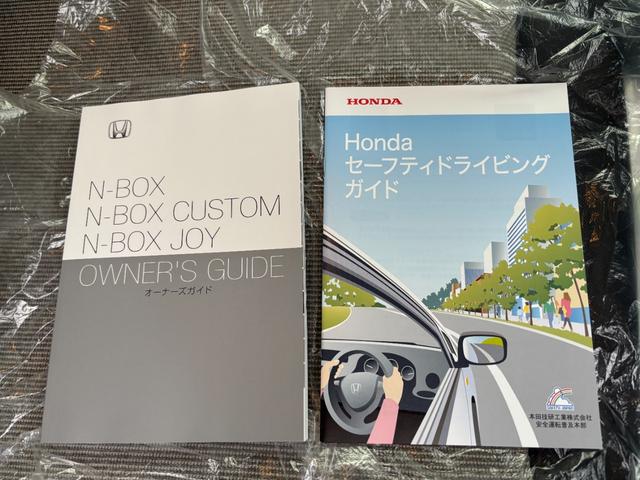 N-BOX
N-BOX CUSTOM
N-BOX JOY
OWNER'S GUIDE
オーナーズガイド
HONDA
Honda
セーフティドライビング
ガイド
本田技研工業株式会社
安全運転普及本部